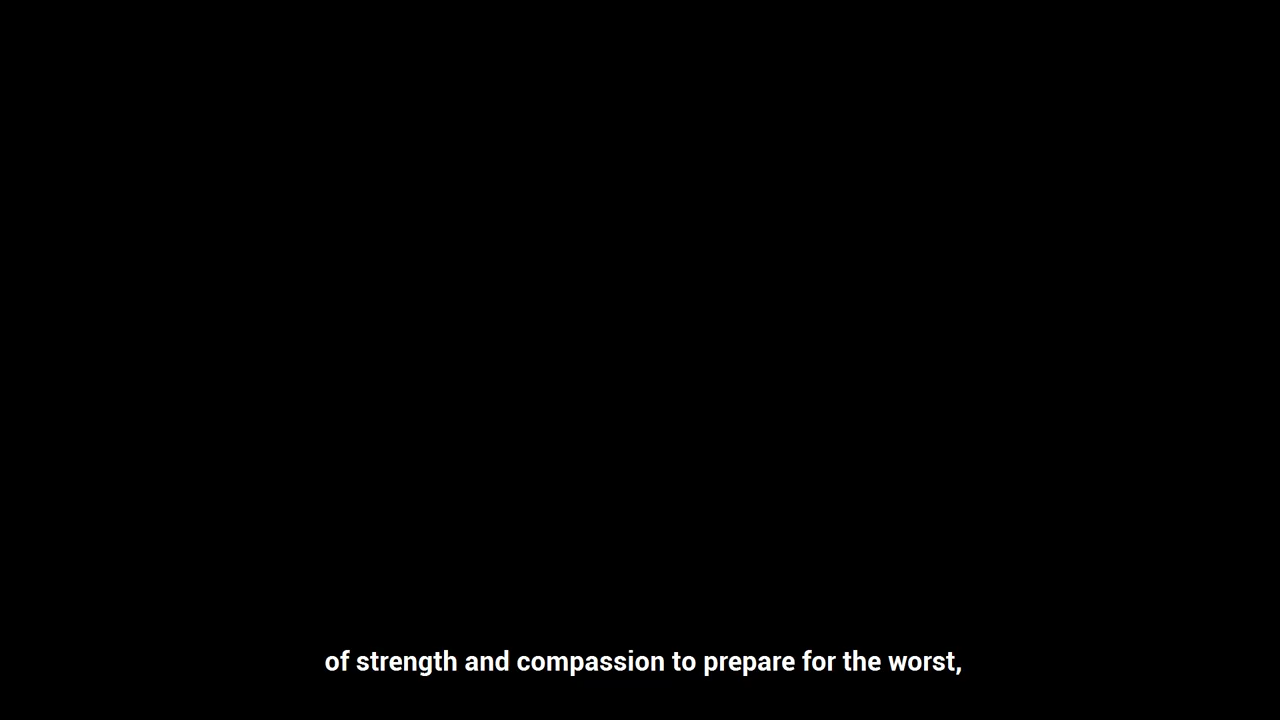 of strength and compassion to prepare for the worst,